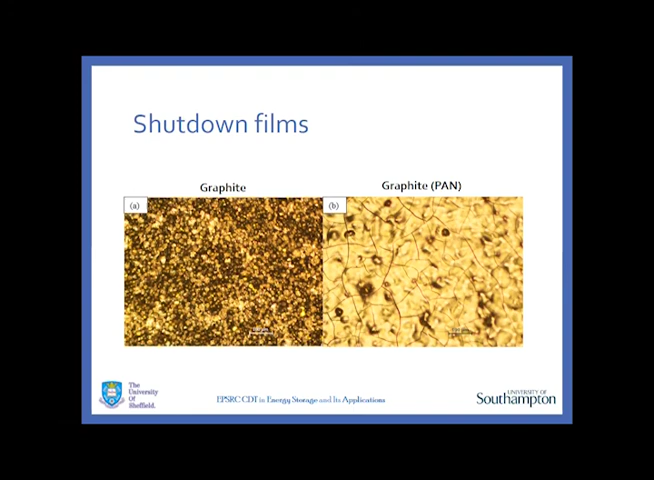 Shutdown films
Graphite
Graphite (PAN)
(a)
(b)
The
University
Of
Sheffield.
EPSRC CDT in Energy Storage and Its Applications
UNIVERSITY OF
Southampton